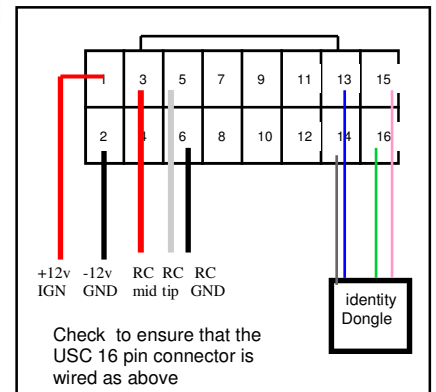 1 3 5 7 9 11 13 15
2 4 6 8 10 12 14 16
+12v -12v RC RC RC
IGN GND mid tip GND
identity
Dongle
Check to ensure that the
USC 16 pin connector is
wired as above